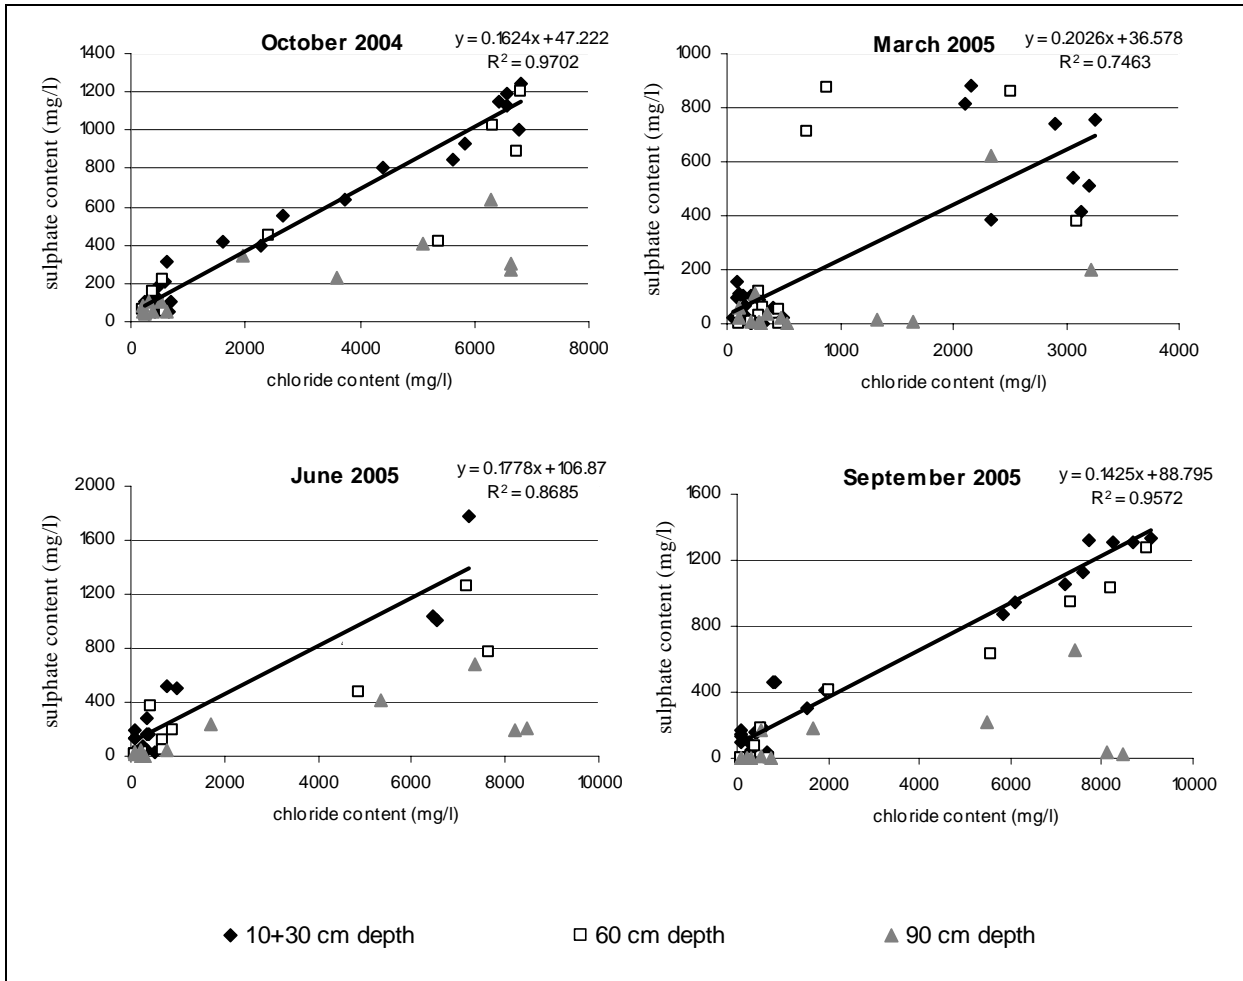 October 2004
y = 0.1624x + 47.222
R² = 0.9702
sulphate content (mg/l)
1400
1200
1000
800
600
400
200
0
0 2000 4000 6000 8000
chloride content (mg/l)
March 2005
y = 0.2026x + 36.578
R² = 0.7463
sulphate content (mg/l)
1000
800
600
400
200
0
0 1000 2000 3000 4000
chloride content (mg/l)
June 2005
y = 0.1778x + 106.87
R² = 0.8685
sulphate content (mg/l)
2000
1600
1200
800
400
0
0 2000 4000 6000 8000 10000
chloride content (mg/l)
September 2005
y = 0.1425x + 88.795
R² = 0.9572
sulphate content (mg/l)
1600
1200
800
400
0
0 2000 4000 6000 8000 10000
chloride content (mg/l)
10+30 cm depth 60 cm depth 90 cm depth